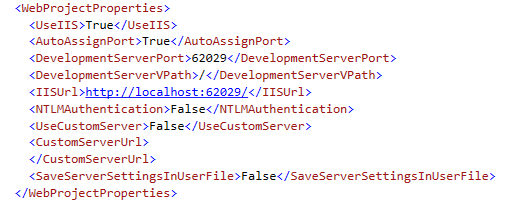 <WebProjectProperties>
<UseIIS>True</UseIIS>
<AutoAssignPort>True</AutoAssignPort>
<DevelopmentServerPort>62029</DevelopmentServerPort>
<DevelopmentServerVPath>/</DevelopmentServerVPath>
<IISUrl>http://localhost:62029/</IISUrl>
<NTLMAuthentication>False</NTLMAuthentication>
<UseCustomServer>False</UseCustomServer>
<CustomServerUrl>
</CustomServerUrl>
<SaveServerSettingsInUserFile>False</SaveServerSettingsInUserFile>
</WebProjectProperties>